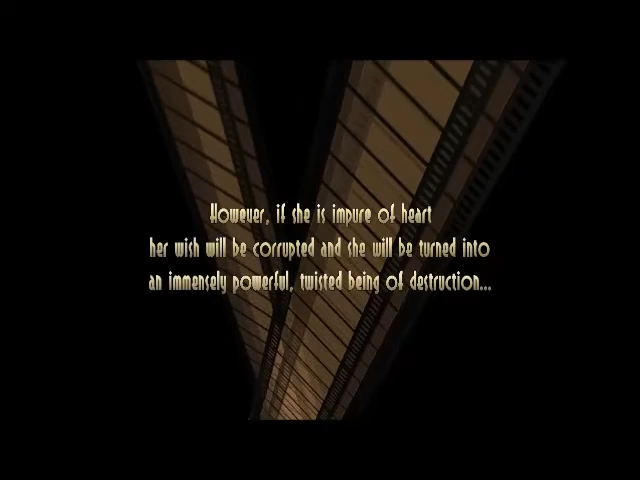 However, if she is impure of heart
her wish will be corrupted and she will be turned into
an immensely powerful, twisted being of destruction...